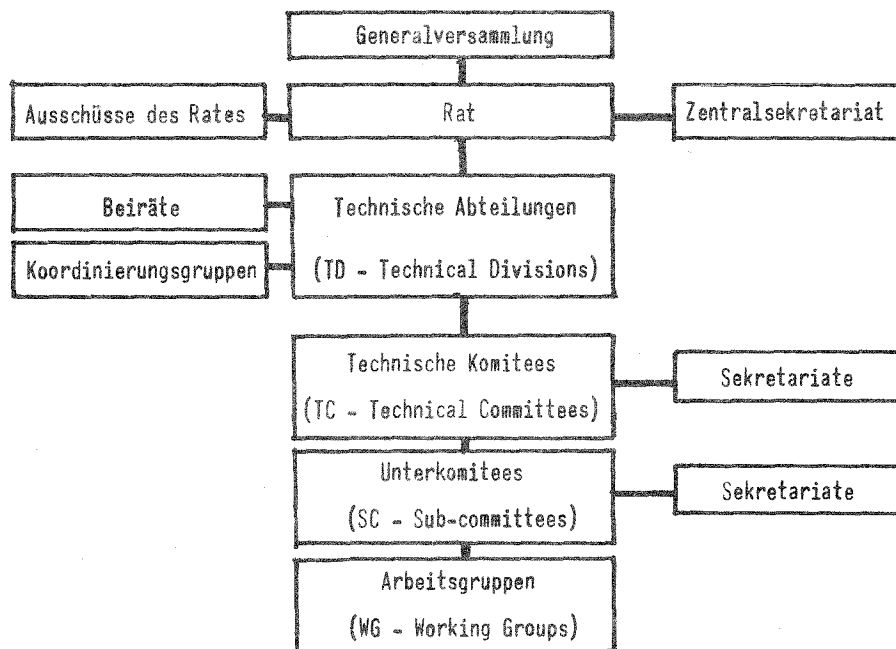 Generalversammlung
Ausschüsse des Rates
Rat
Zentralsekretariat
Beiräte
Technische Abteilungen
(TD - Technical Divisions)
Koordinierungsgruppen
Technische Komitees
(TC - Technical Committees)
Sekretariate
Unterkomitees
(SC - Sub-committees)
Sekretariate
Arbeitsgruppen
(WG - Working Groups)